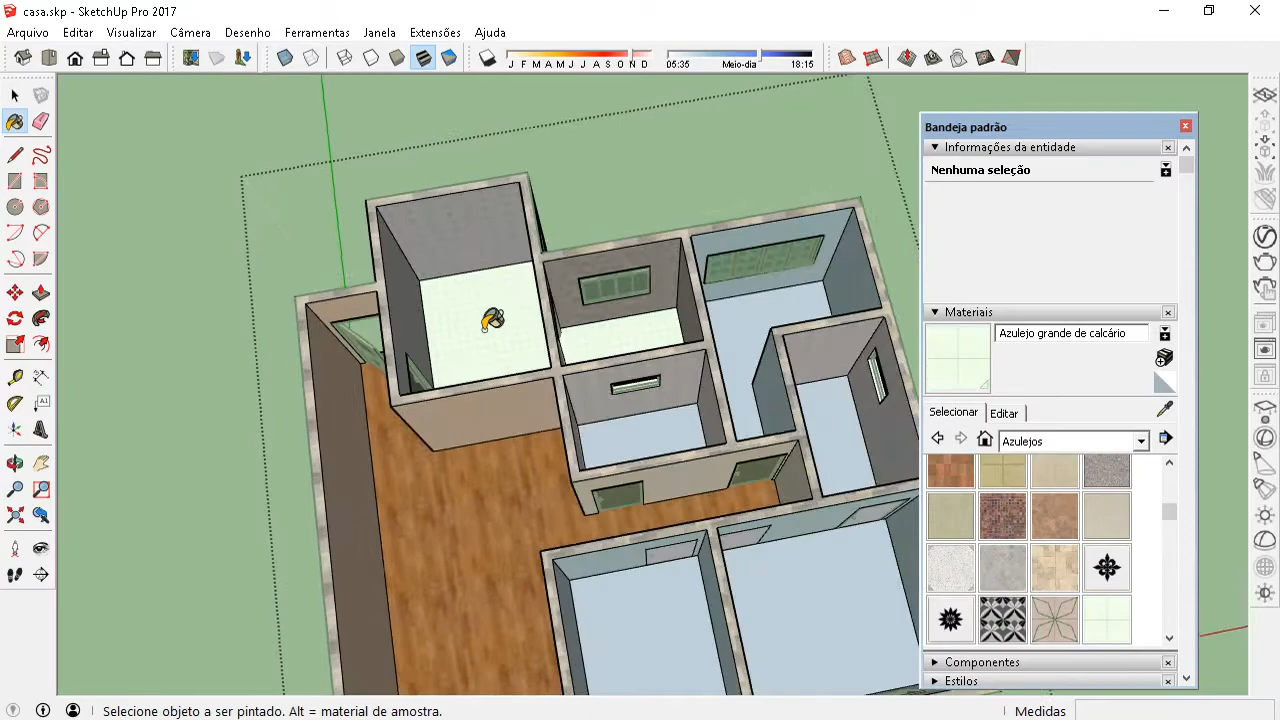 casa.skp - SketchUp Pro 2017
Arquivo Editar Visualizar Câmera Desenho Ferramentas Janela Extensões Ajuda
J F M A M J J A S O N D 05:35 Meio-dia 18:15
Bandeja padrão
Informações da entidade
Nenhuma seleção
Materiais
Azulejo grande de calcário
Selecionar Editar
Azulejos
A1
Componentes
Estilos
Selecione objeto a ser pintado. Alt = material de amostra.
Medidas